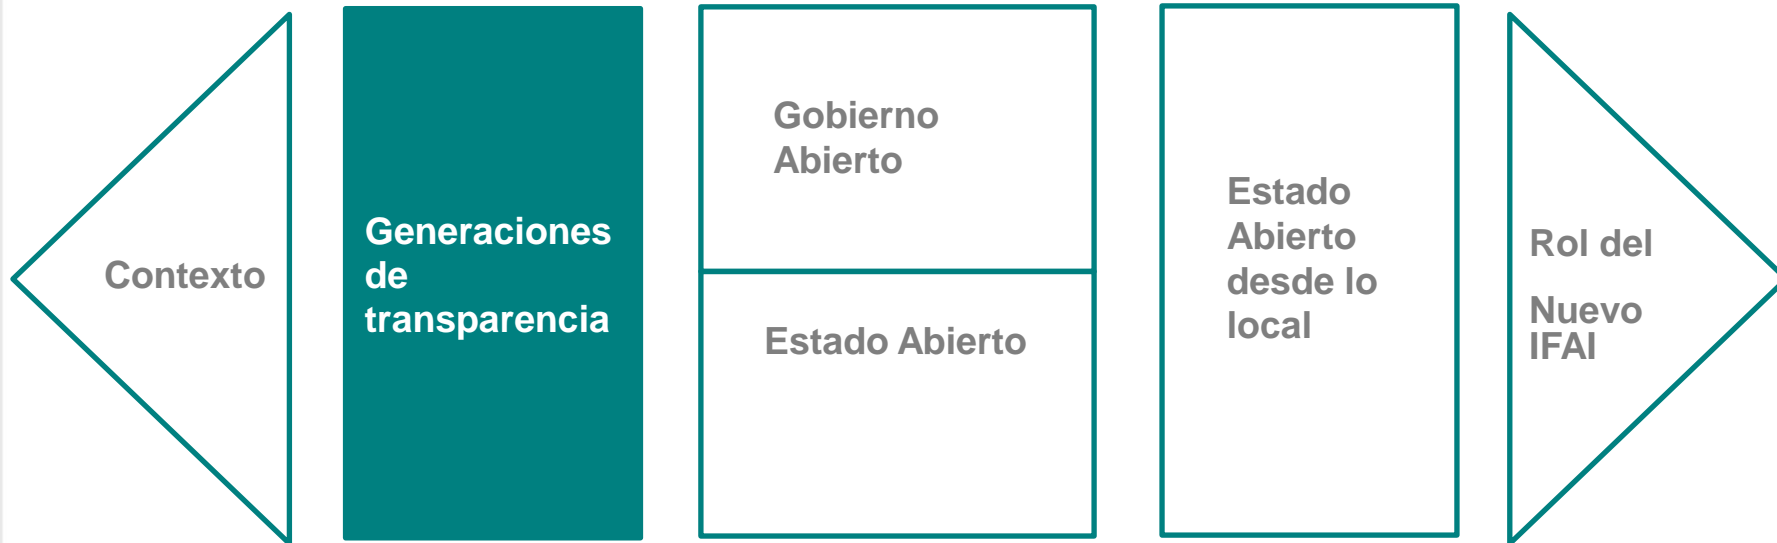 Contexto
Generaciones
de
transparencia
Gobierno
Abierto
Estado Abierto
Estado
Abierto
desde lo
local
Rol del
Nuevo
IFAI